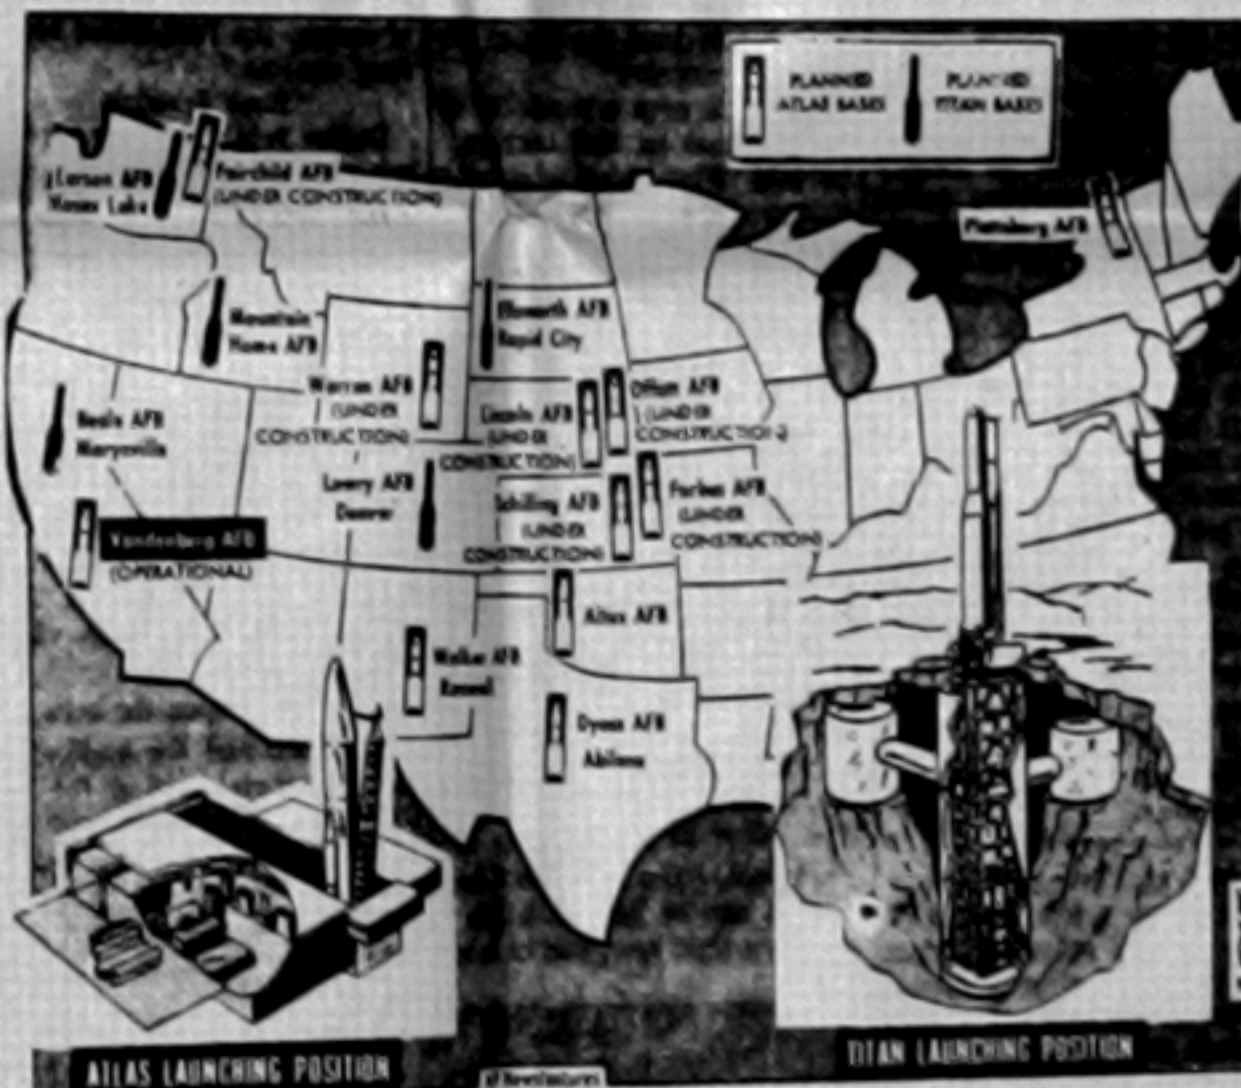 PLANNED
ATLAS BASES
PLANNED
TITAN BASES
Larson AFB
Moses Lake
Fairchild AFB
(UNDER CONSTRUCTION)
Plattsburg AFB
Mountain
Home AFB
Ellsworth AFB
Rapid City
Warren AFB
(UNDER
CONSTRUCTION)
Lincoln AFB
(UNDER
CONSTRUCTION)
Offutt AFB
(UNDER
CONSTRUCTION)
Beale AFB
Marysville
Lowry AFB
Denver
Schilling AFB
(UNDER
CONSTRUCTION)
Forbes AFB
(UNDER
CONSTRUCTION)
Vandenberg AFB
(OPERATIONAL)
Altus AFB
Walker AFB
Roswell
Dyess AFB
Abilene
ATLAS LAUNCHING POSITION
TITAN LAUNCHING POSITION
AP Newsfeatures